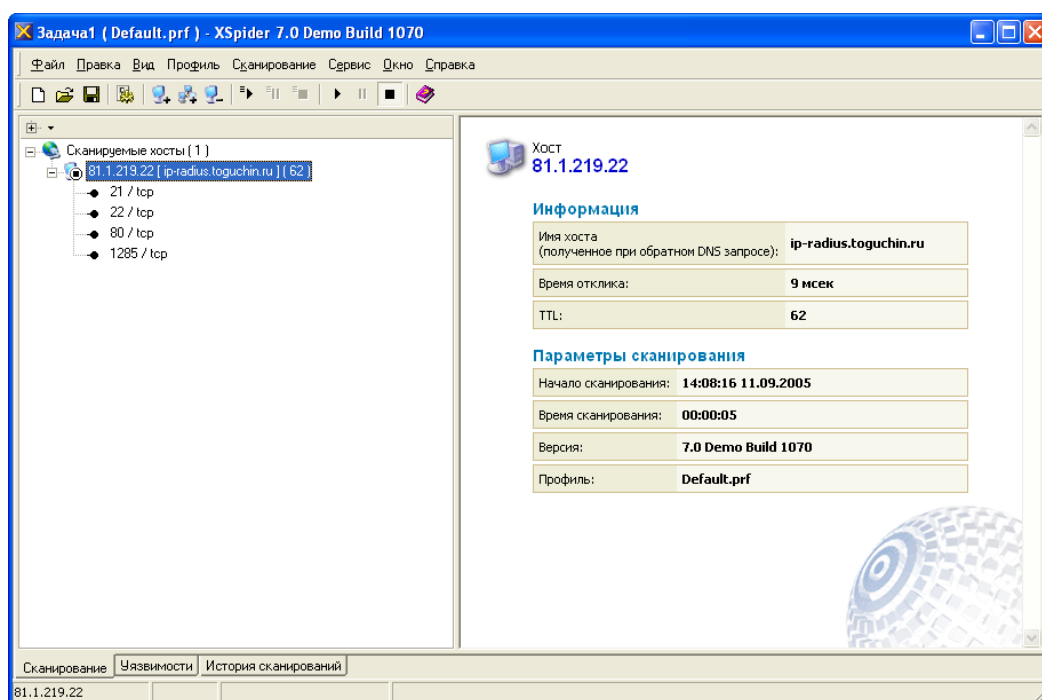 Задача1 ( Default.prf ) - XSpider 7.0 Demo Build 1070
Файл Правка Вид Профиль Сканирование Сервис Окно Справка
Сканируемые хосты ( 1 )
81.1.219.22 [ ip-radius.toguchin.ru ] ( 62 )
21 / tcp
22 / tcp
80 / tcp
1285 / tcp
Хост
81.1.219.22
Информация
Имя хоста
(полученное при обратном DNS запросе): ip-radius.toguchin.ru
Время отклика: 9 мсек
TTL: 62
Параметры сканирования
Начало сканирования: 14:08:16 11.09.2005
Время сканирования: 00:00:05
Версия: 7.0 Demo Build 1070
Профиль: Default.prf
Сканирование Уязвимости История сканирований
81.1.219.22